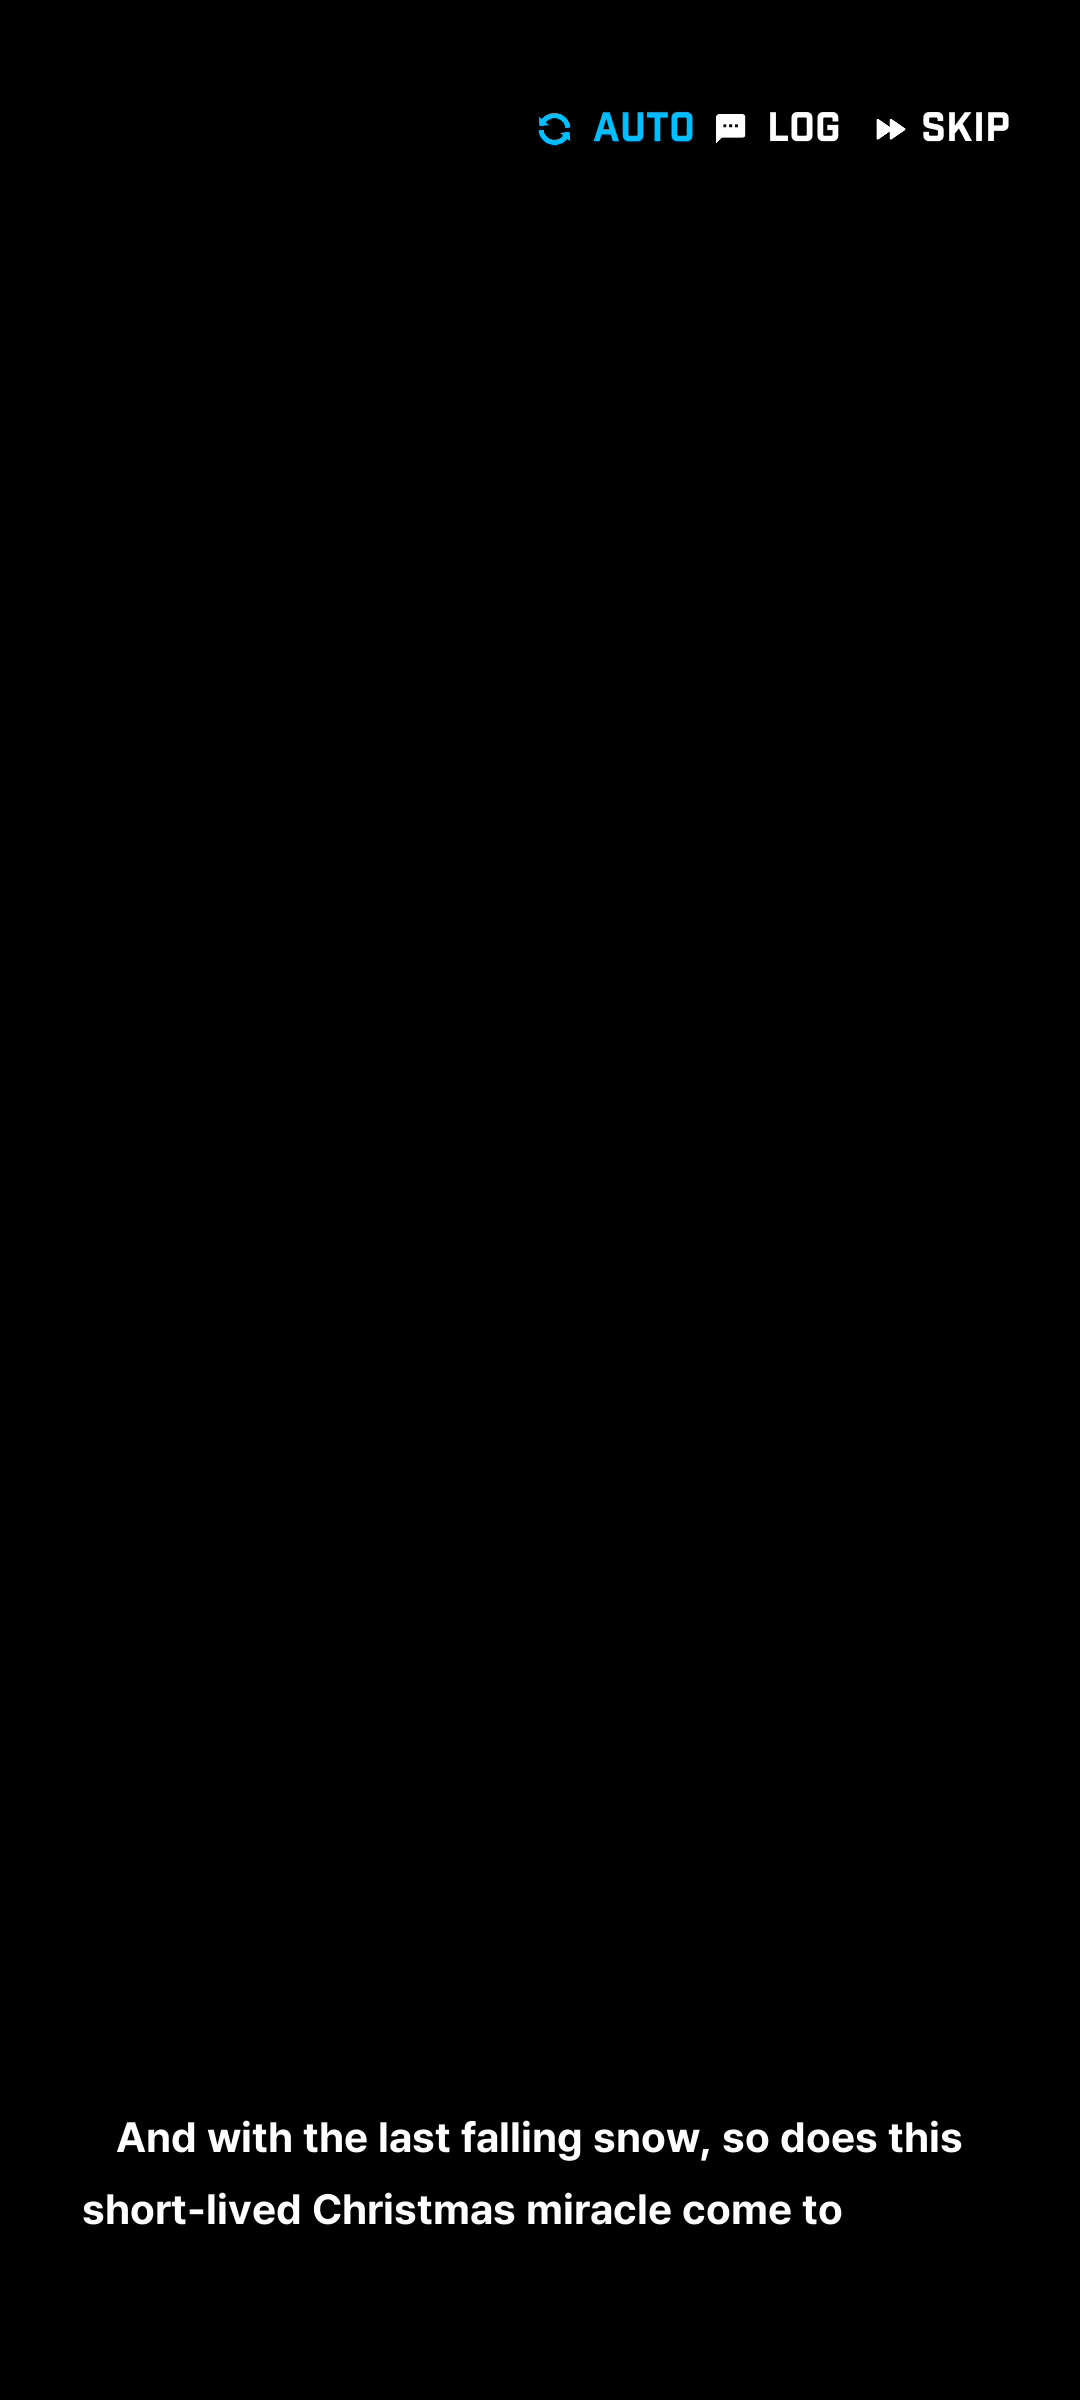 AUTO LOG SKIP
And with the last falling snow, so does this
short-lived Christmas miracle come to